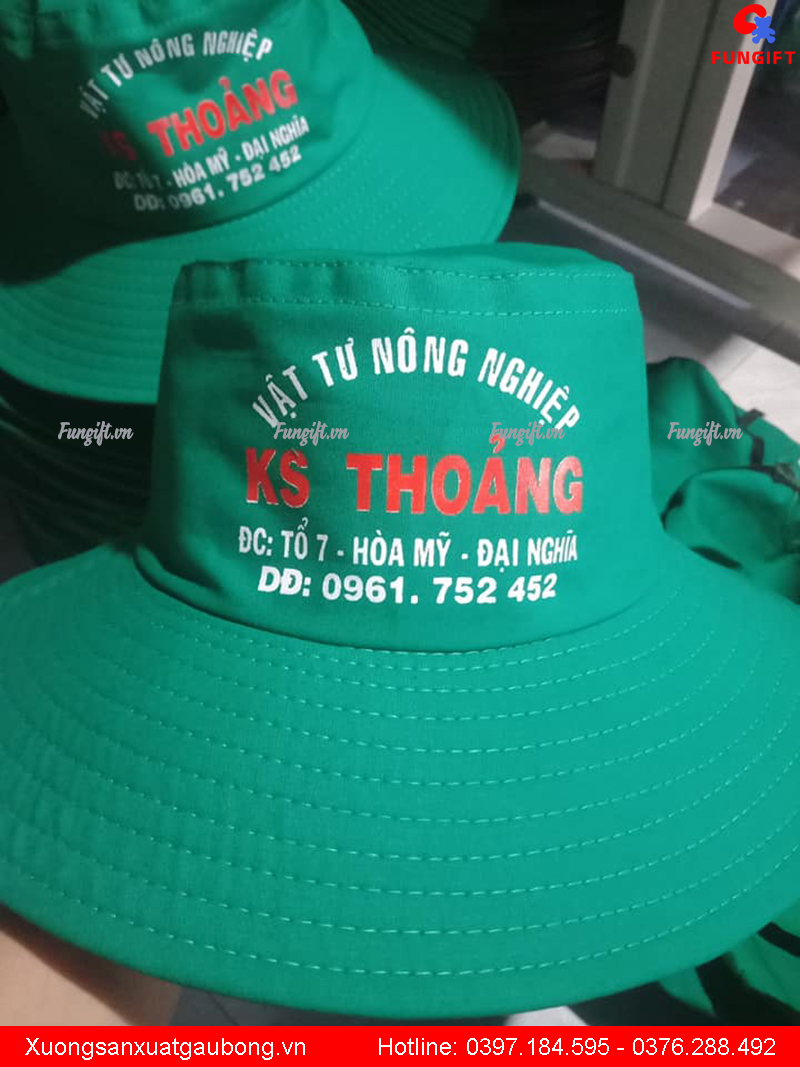 FUNGIFT
VẬT TƯ NÔNG NGHIỆP
KS THOẢNG
ĐC: TỔ 7 - HÒA MỸ - ĐẠI NGHĨA
DĐ: 0961. 752 452
VẬT TƯ NÔNG NGHIỆP
KS THOẢNG
ĐC: TỔ 7 - HÒA MỸ - ĐẠI NGHĨA
DĐ: 0961. 752 452
Fungift.vn Fungift.vn Fungift.vn Fungift.vn
Xuongsanxuatgaubong.vn Hotline: 0397.184.595 - 0376.288.492